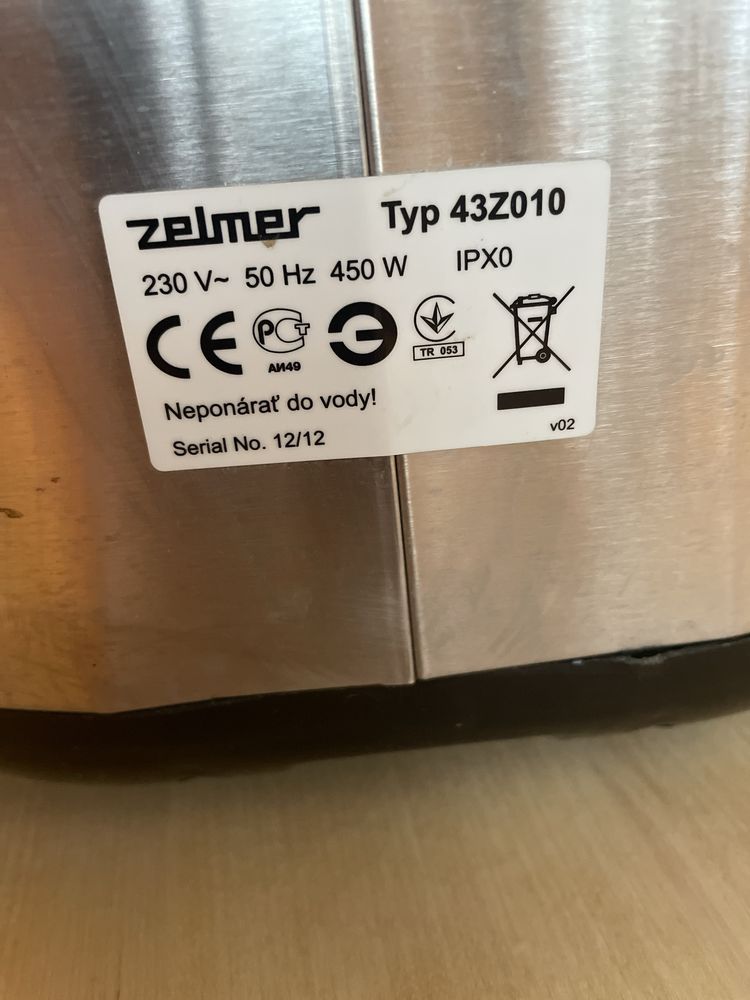 zelmer Typ 43Z010
230 V~ 50 Hz 450 W IPX0
CE PCT
АИ49
TR 053
Neponárať do vody!
Serial No. 12/12
v02